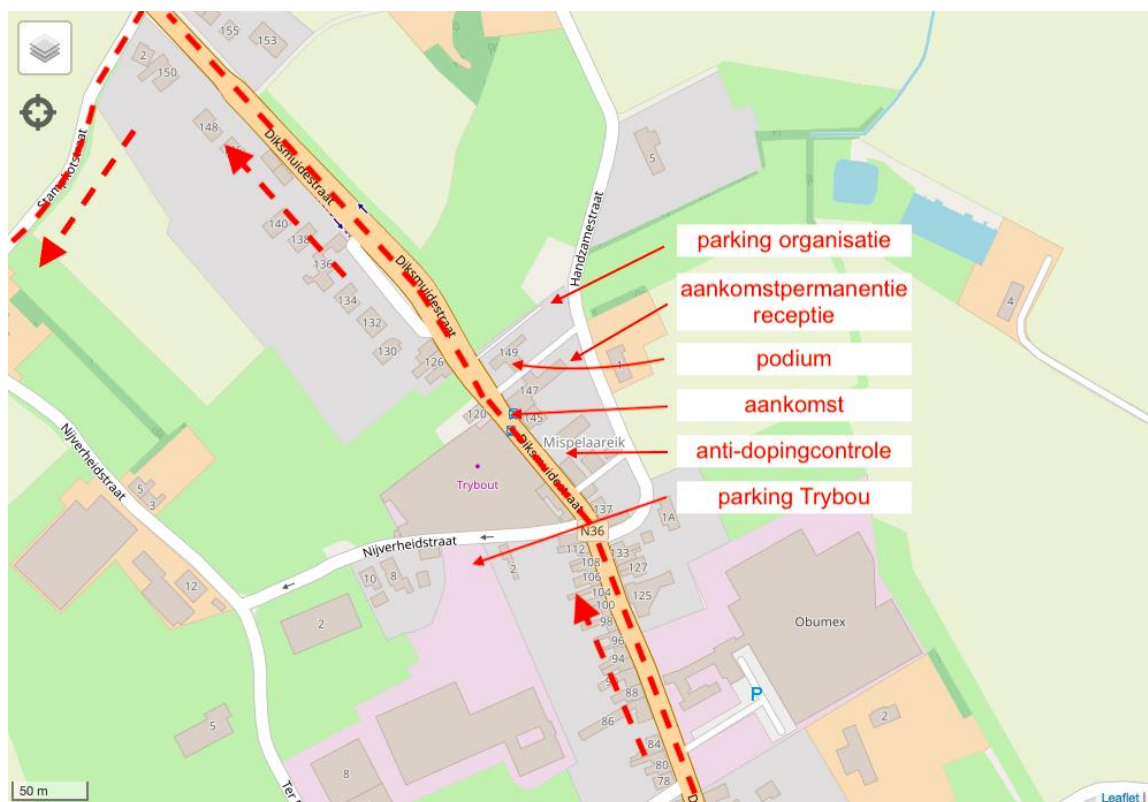 155
153
2
150
148
Diksmuidestraat
Stampkotstraat
5
140
138
136
Diksmuidestraat
Handzamestraat
parking organisatie
134
132
130
126
aankomstpermanentie
receptie
4
149
1
podium
147
120
145
aankomst
Mispelaareik
anti-dopingcontrole
Nijverheidstraat
Trybout
Diksmuidestraat
parking Trybou
5
3
137
1A
N36
Nijverheidstraat
112
133
108
127
106
10
8
2
12
104
125
100
2
98
Obumex
96
94
88
P
86
2
5
84
80
78
8
50 m
Leaflet